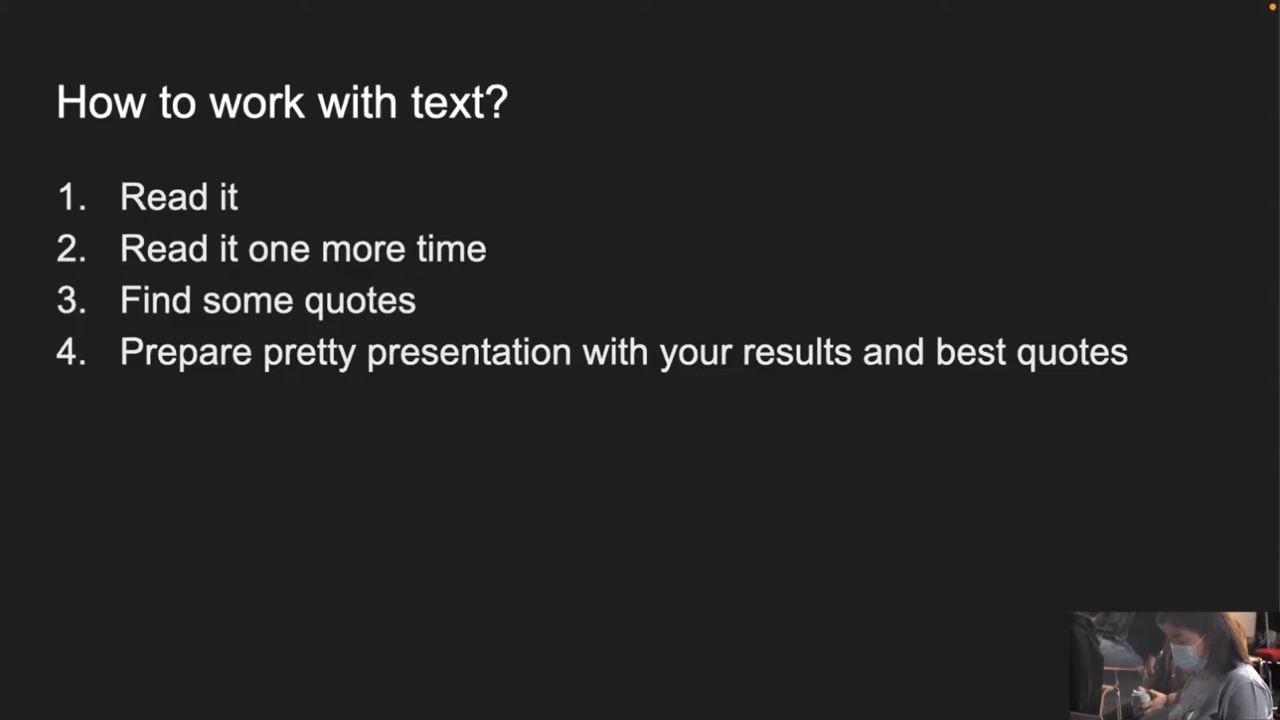 How to work with text?
1. Read it
2. Read it one more time
3. Find some quotes
4. Prepare pretty presentation with your results and best quotes